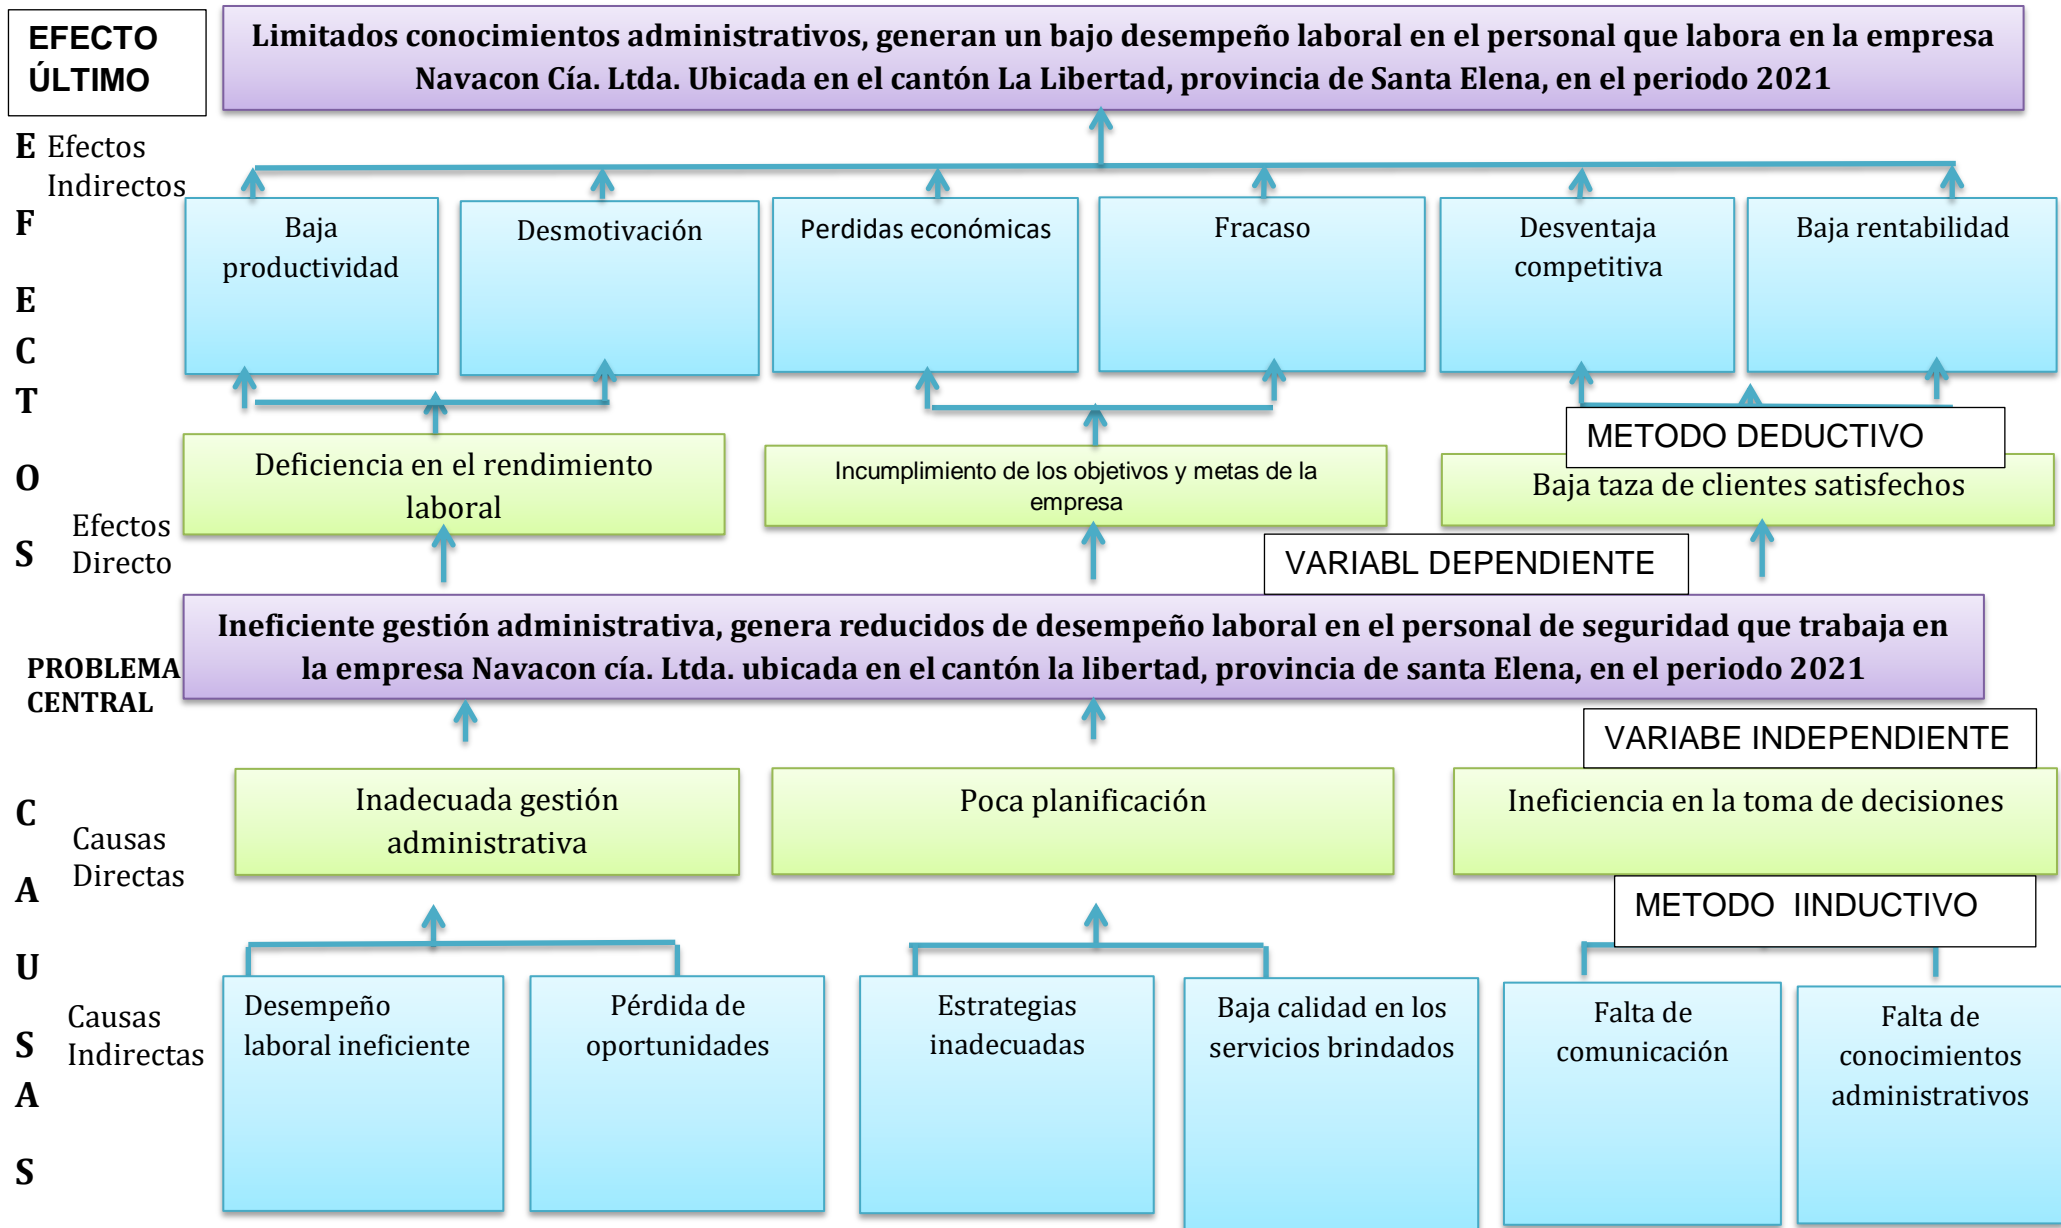 EFECTO
ÚLTIMO
Limitados conocimientos administrativos, generan un bajo desempeño laboral en el personal que labora en la empresa
Navacon Cía. Ltda. Ubicada en el cantón La Libertad, provincia de Santa Elena, en el periodo 2021
E
F
E
C
T
O
S
Efectos
Indirectos
Baja
productividad
Desmotivación
Perdidas económicas
Fracaso
Desventaja
competitiva
Baja rentabilidad
METODO DEDUCTIVO
Efectos
Directo
Deficiencia en el rendimiento
laboral
Incumplimiento de los objetivos y metas de la
empresa
Baja taza de clientes satisfechos
VARIABL DEPENDIENTE
PROBLEMA
CENTRAL
Ineficiente gestión administrativa, genera reducidos de desempeño laboral en el personal de seguridad que trabaja en
la empresa Navacon cía. Ltda. ubicada en el cantón la libertad, provincia de santa Elena, en el periodo 2021
VARIABE INDEPENDIENTE
C
A
U
S
A
S
Causas
Directas
Inadecuada gestión
administrativa
Poca planificación
Ineficiencia en la toma de decisiones
METODO  IINDUCTIVO
Causas
Indirectas
Desempeño
laboral ineficiente
Pérdida de
oportunidades
Estrategias
inadecuadas
Baja calidad en los
servicios brindados
Falta de
comunicación
Falta de
conocimientos
administrativos